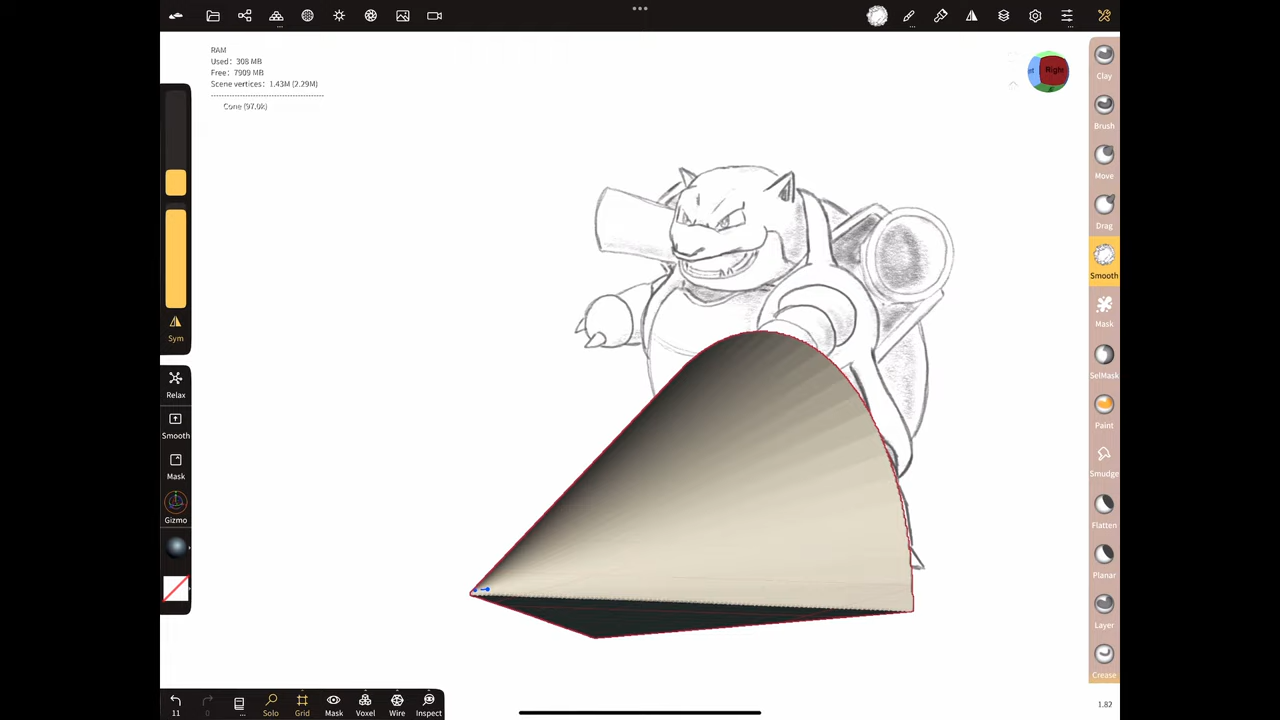 RAM
Used: 308 MB
Free: 7909 MB
Scene vertices: 1.43M (2.29M)
Cone (97.0k)
Right
Clay
Brush
Move
Drag
Smooth
Mask
SelMask
Paint
Smudge
Flatten
Planar
Layer
Crease
Sym
Relax
Smooth
Mask
Gizmo
11
0
Solo
Grid
Mask
Voxel
Wire
Inspect
1.82